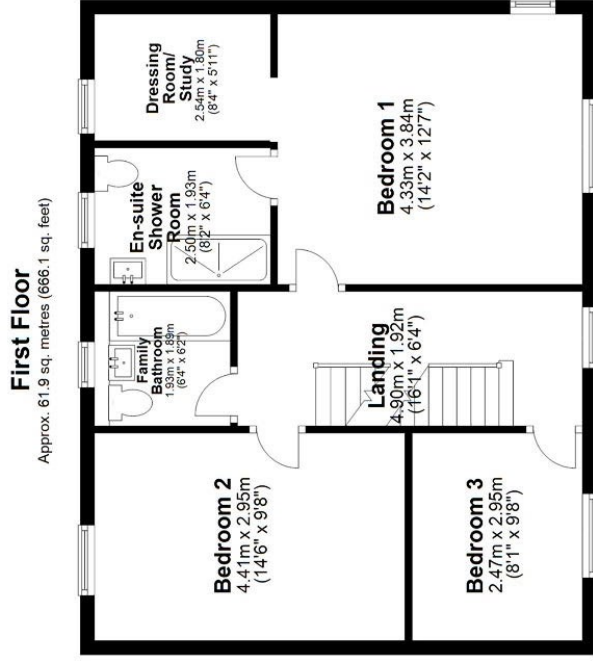 First Floor
Approx. 61.9 sq. metres (666.1 sq. feet)
Dressing
Room/
Study
2.54m x 1.80m
(8'4" x 5'11")
Bedroom 1
4.33m x 3.84m
(14'2" x 12'7")
En-suite
Shower
Room
2.50m x 1.93m
(8'2" x 6'4")
Family
Bathroom
1.93m x 1.89m
(6'4" x 6'2")
Landing
4.90m x 1.92m
(16'1" x 6'4")
Bedroom 2
4.41m x 2.95m
(14'6" x 9'8")
Bedroom 3
2.47m x 2.95m
(8'1" x 9'8")